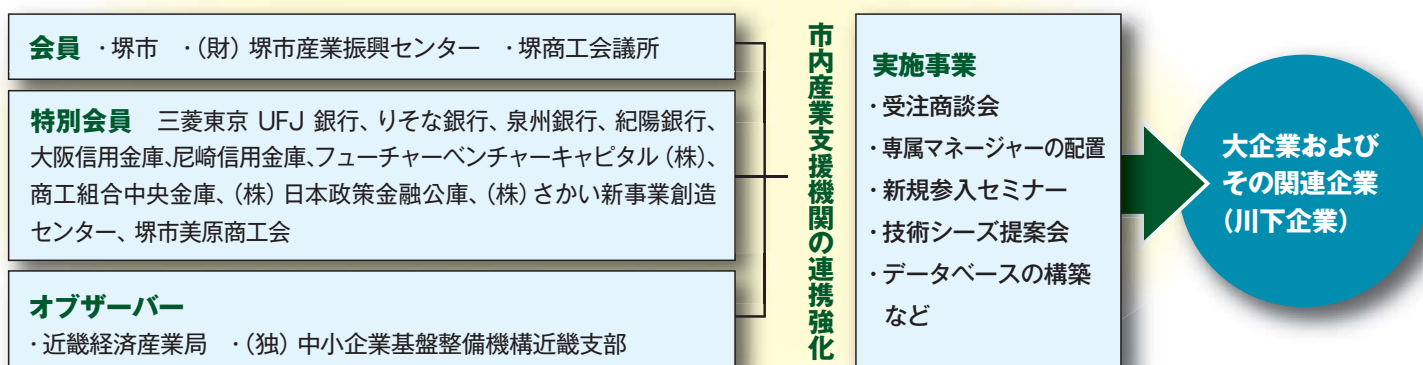 会員 ・堺市 ・(財) 堺市産業振興センター ・堺商工会議所
特別会員 三菱東京 UFJ 銀行、りそな銀行、泉州銀行、紀陽銀行、
大阪信用金庫、尼崎信用金庫、フューチャーベンチャーキャピタル (株)、
商工組合中央金庫、(株) 日本政策金融公庫、(株) さかい新事業創造
センター、堺市美原商工会
オブザーバー
・近畿経済産業局 ・(独) 中小企業基盤整備機構近畿支部
市内産業支援機関の連携強化
実施事業
・受注商談会
・専属マネージャーの配置
・新規参入セミナー
・技術シーズ提案会
・データベースの構築
など
大企業および
その関連企業
(川下企業)